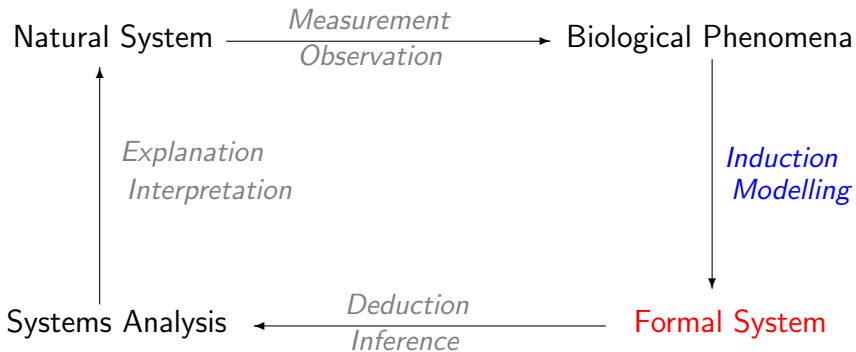 Measurement
Natural System
Biological Phenomena
Observation
Explanation
Interpretation
Induction
Modelling
Deduction
Systems Analysis
Formal System
Inference